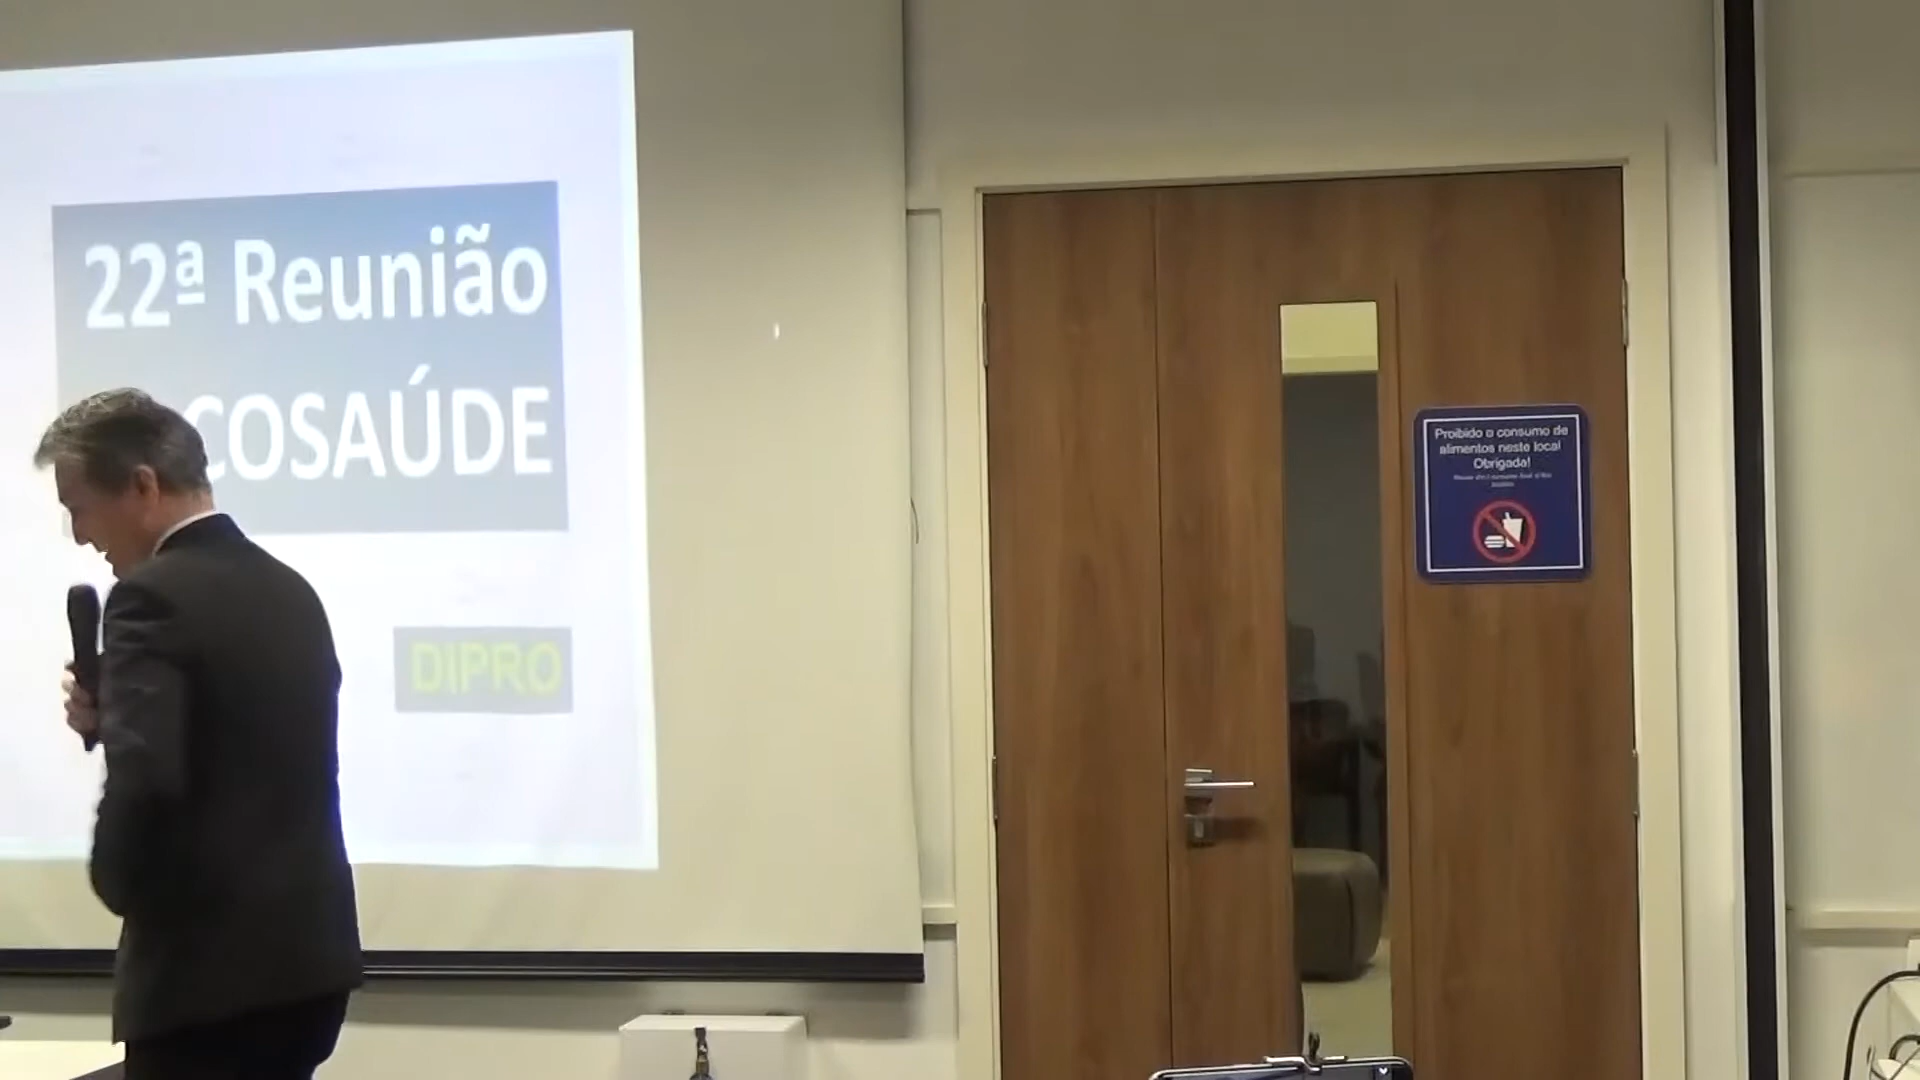 22ª Reunião
COSAÚDE
DIPRO
Proibido o consumo de
alimentos neste local
Obrigada!